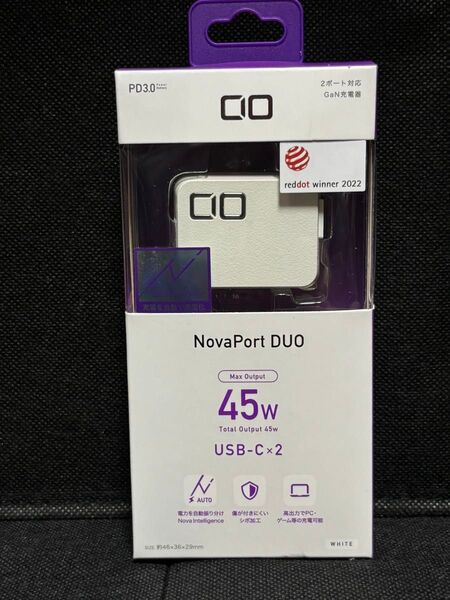 PD3.0 Power Delivery
CIO
2ポート対応
GaN充電器
reddot winner 2022
CIO
NovaPort DUO
Max Output
45W
Total Output 45w
USB-C×2
AUTO
電力を自動振り分け
Nova Intelligence
傷が付きにくい
シボ加工
高出力でPC・
ゲーム等の充電可能
SIZE: 約46×36×29mm
WHITE